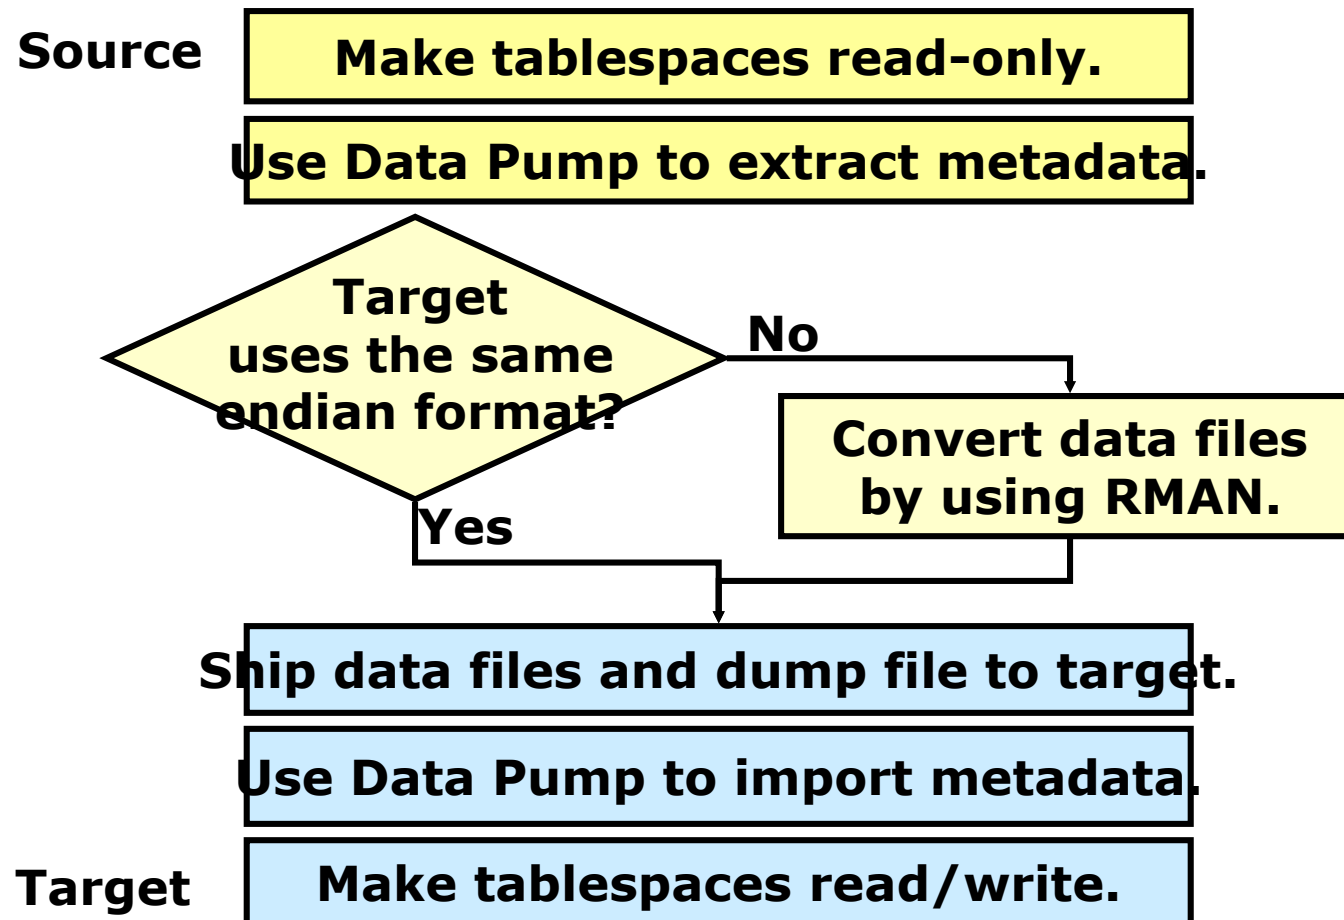 Source
Make tablespaces read-only.
Use Data Pump to extract metadata.
Target
uses the same
endian format?
No
Convert data files
by using RMAN.
Yes
Ship data files and dump file to target.
Use Data Pump to import metadata.
Target
Make tablespaces read/write.